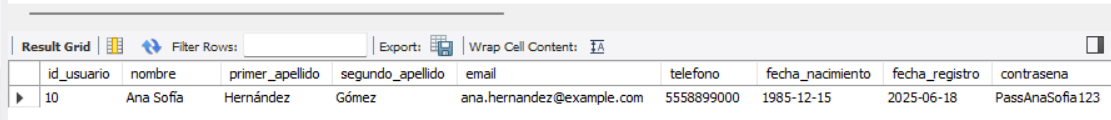 Result Grid Filter Rows: Export: Wrap Cell Content: IA
id_usuario nombre primer_apellido segundo_apellido email telefono fecha_nacimiento fecha_registro contrasena
10 Ana Sofía Hernández Gómez ana.hernandez@example.com 5558899000 1985-12-15 2025-06-18 PassAnaSofia123